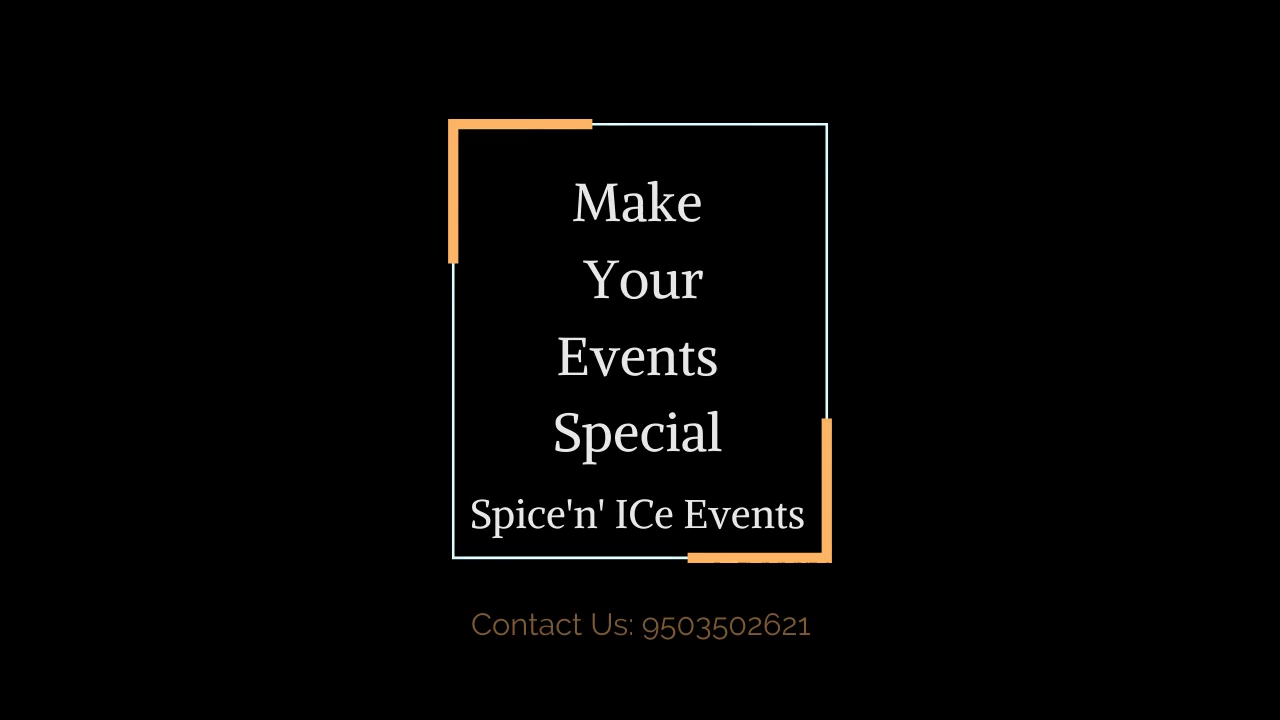 Make
Your
Events
Special
Spice'n' ICe Events
Contact Us: 9503502621